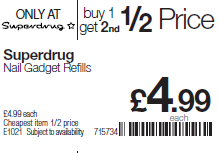 ONLY AT
Superdrug
buy 1
get 2nd
1/2 Price
Superdrug
Nail Gadget Refills
£4.99
each
£4.99 each
Cheapest item 1/2 price
E1021 Subject to availability 715734